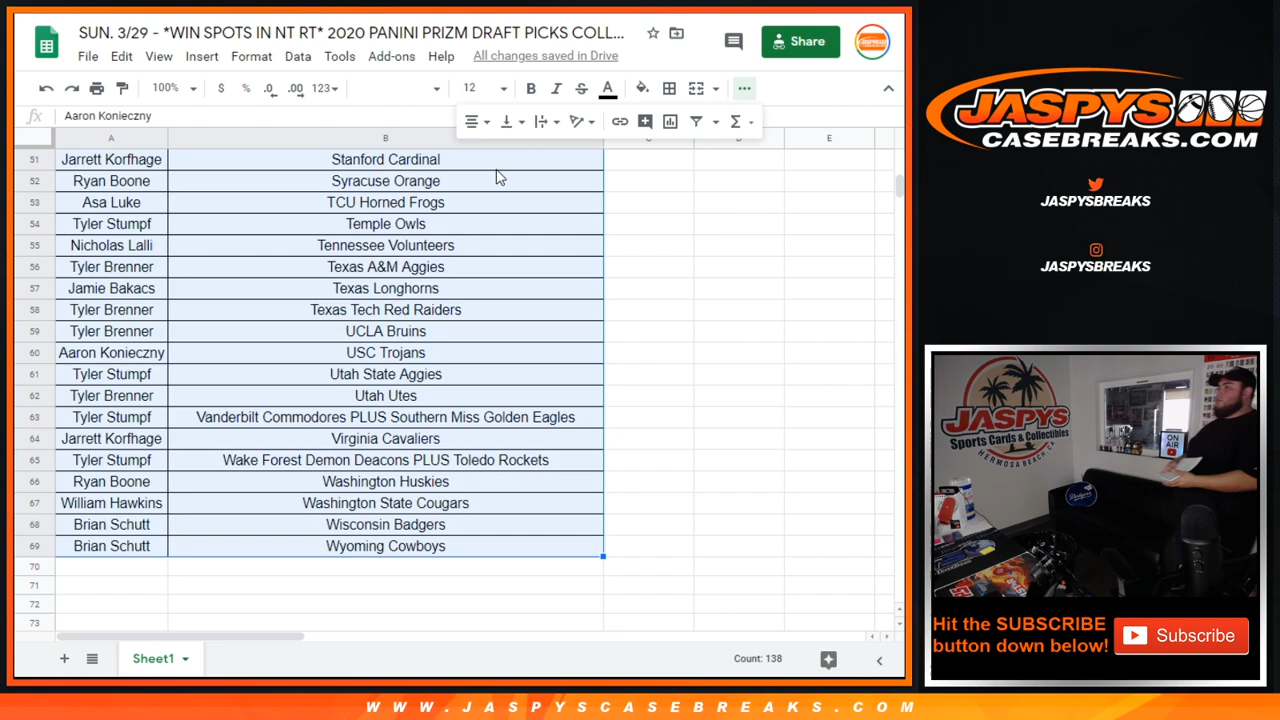 SUN. 3/29 - *WIN SPOTS IN NT RT* 2020 PANINI PRIZM DRAFT PICKS COLL...
Share
File Edit View Insert Format Data Tools Add-ons Help All changes saved in Drive
100% $ % .0 .00 123 12 B I S A
fx Aaron Konieczny
A B C D E
51 Jarrett Korfhage Stanford Cardinal
52 Ryan Boone Syracuse Orange
53 Asa Luke TCU Horned Frogs
54 Tyler Stumpf Temple Owls
55 Nicholas Lalli Tennessee Volunteers
56 Tyler Brenner Texas A&M Aggies
57 Jamie Bakacs Texas Longhorns
58 Tyler Brenner Texas Tech Red Raiders
59 Tyler Brenner UCLA Bruins
60 Aaron Konieczny USC Trojans
61 Tyler Stumpf Utah State Aggies
62 Tyler Brenner Utah Utes
63 Tyler Stumpf Vanderbilt Commodores PLUS Southern Miss Golden Eagles
64 Jarrett Korfhage Virginia Cavaliers
65 Tyler Stumpf Wake Forest Demon Deacons PLUS Toledo Rockets
66 Ryan Boone Washington Huskies
67 William Hawkins Washington State Cougars
68 Brian Schutt Wisconsin Badgers
69 Brian Schutt Wyoming Cowboys
70
71
72
73
Sheet1
Count: 138
JASPYS
CASEBREAKS.COM
JASPYSBREAKS
JASPYSBREAKS
JASPYS
Sports Cards & Collectibles
HERMOSA BEACH, CA
ON
AIR
Dodgers
Hit the SUBSCRIBE
button down below!
Subscribe
WWW.JASPYSCASEBREAKS.COM